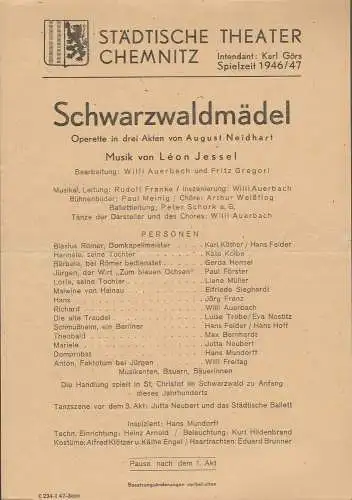 STÄDTISCHE THEATER
CHEMNITZ
Intendant: Karl Görs
Spielzeit 1946/47
Schwarzwaldmädel
Operette in drei Akten von August Neidhart
Musik von Léon Jessel
Bearbeitung: Willi Auerbach und Fritz Gregori
Musikal. Leitung: Rudolf Franke / Inszenierung: Willi Auerbach
Bühnenbilder: Paul Meinig / Chöre: Arthur Weißflog
Ballettleitung: Peter Schork a. G.
Tänze der Darsteller und des Chores: Willi Auerbach
PERSONEN
Blasius Römer, Domkapellmeister . . . Karl Küther / Hans Felder
Hannele, seine Tochter . . . Käte Kolbe
Bärbele, bei Römer bedienstet . . . Gerda Hemsel
Jürgen, der Wirt „Zum blauen Ochsen" . . . Paul Förster
Lorle, seine Tochter . . . Liane Müller
Malwine von Hainau . . . Elfriede Sieghardt
Hans . . . Jörg Franz
Richard . . . Willi Auerbach
Die alte Traudel . . . Luise Treibe / Eva Nostitz
Schmußheim, ein Berliner . . . Hans Felder / Hans Hoff
Theobald . . . Max Bernhardt
Mariele . . . Jutta Neubert
Domprobst . . . Hans Mundorff
Anton, Faktotum bei Jürgen . . . Willi Freitag
Musikanten, Bauern, Bäuerinnen
Die Handlung spielt in St. Christof im Schwarzwald zu Anfang
dieses Jahrhunderts
Tanzszene vor dem 3. Akt: Jutta Neubert und das Städtische Ballett
Inspizient: Hans Mundorff
Techn. Einrichtung: Heinz Arnold / Beleuchtung: Kurt Hildenbrand
Kostüme: Alfred Klötzer u. Käthe Engel / Haartrachten: Eduard Brunner
Pause nach dem 1. Akt
Besetzungsänderungen vorbehalten